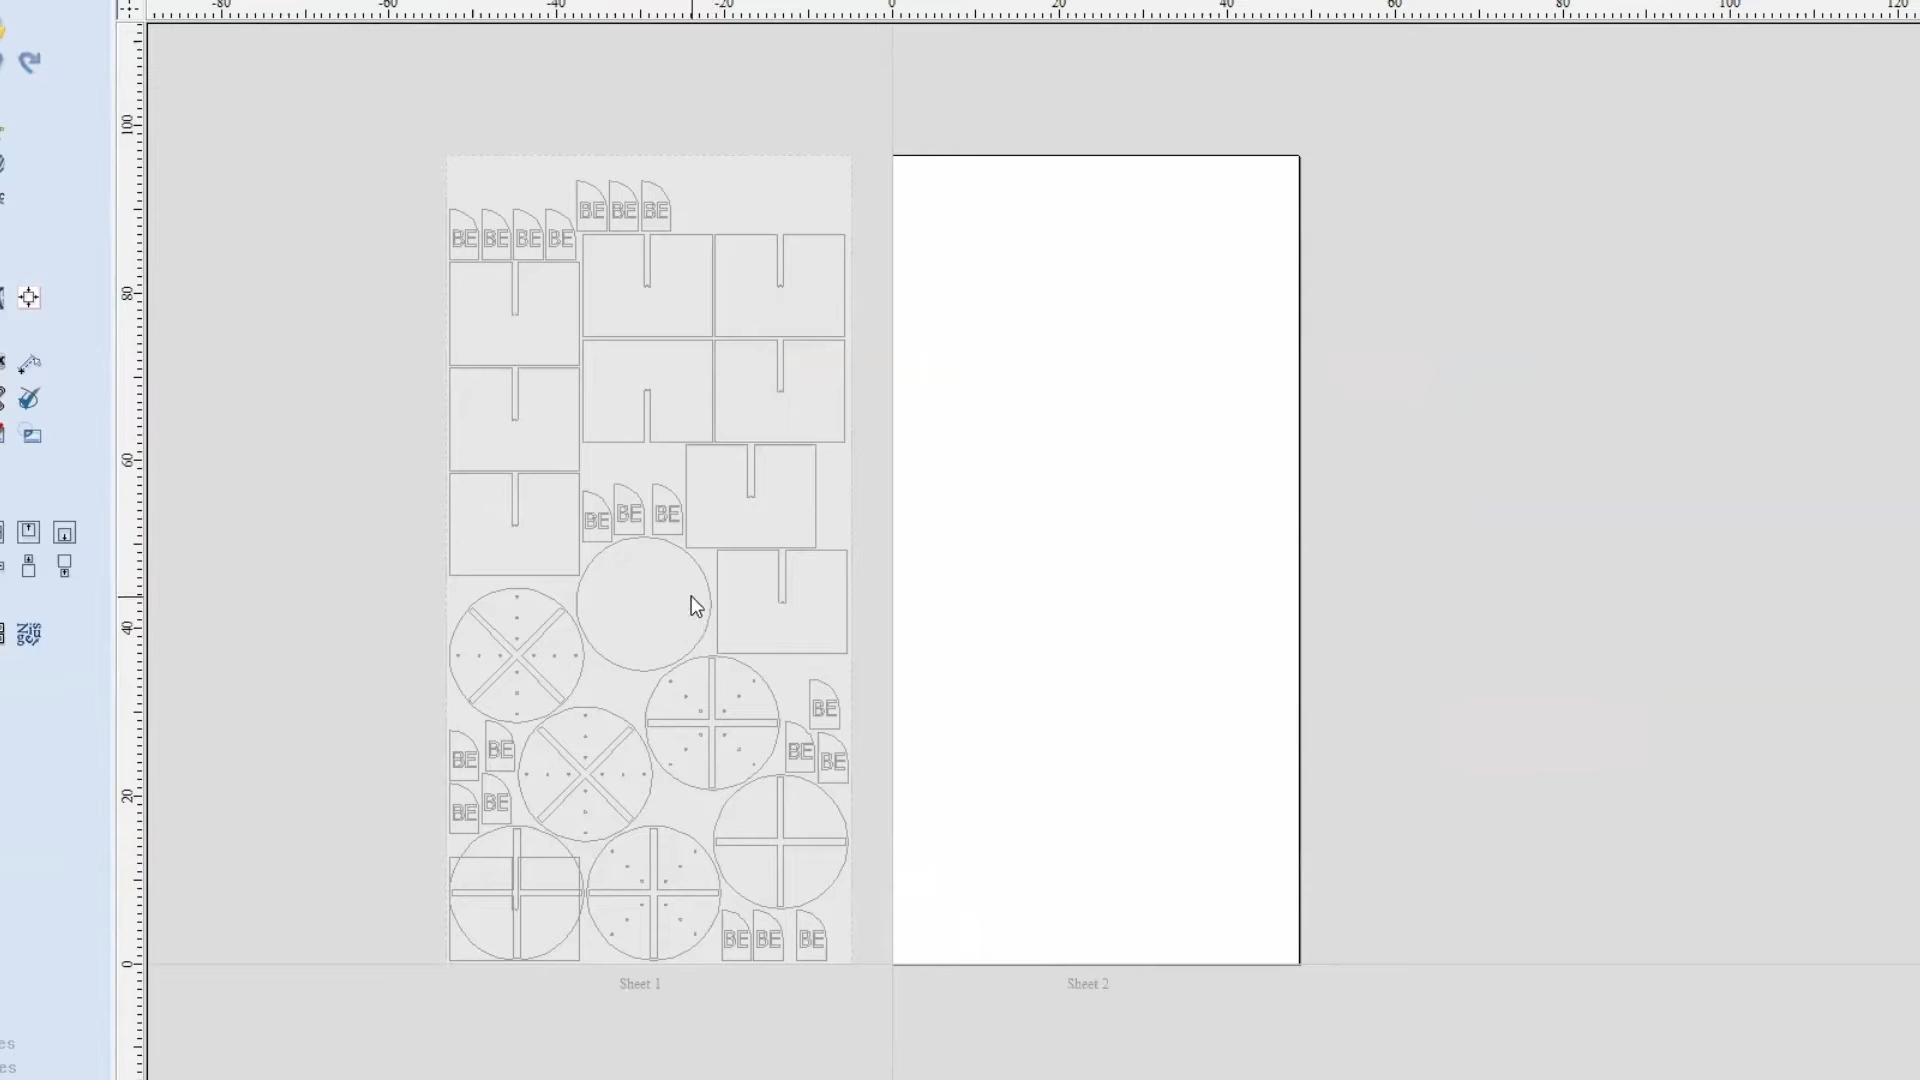 -80 -60 -40 -20 0 20 40 60 80 100 120
100
BE BE BE
BE BE BE BE
80
60
BE BE BE
40
BE
BE BE BE BE
20
BE BE
BE BE BE
0
Sheet 1 Sheet 2
es
es